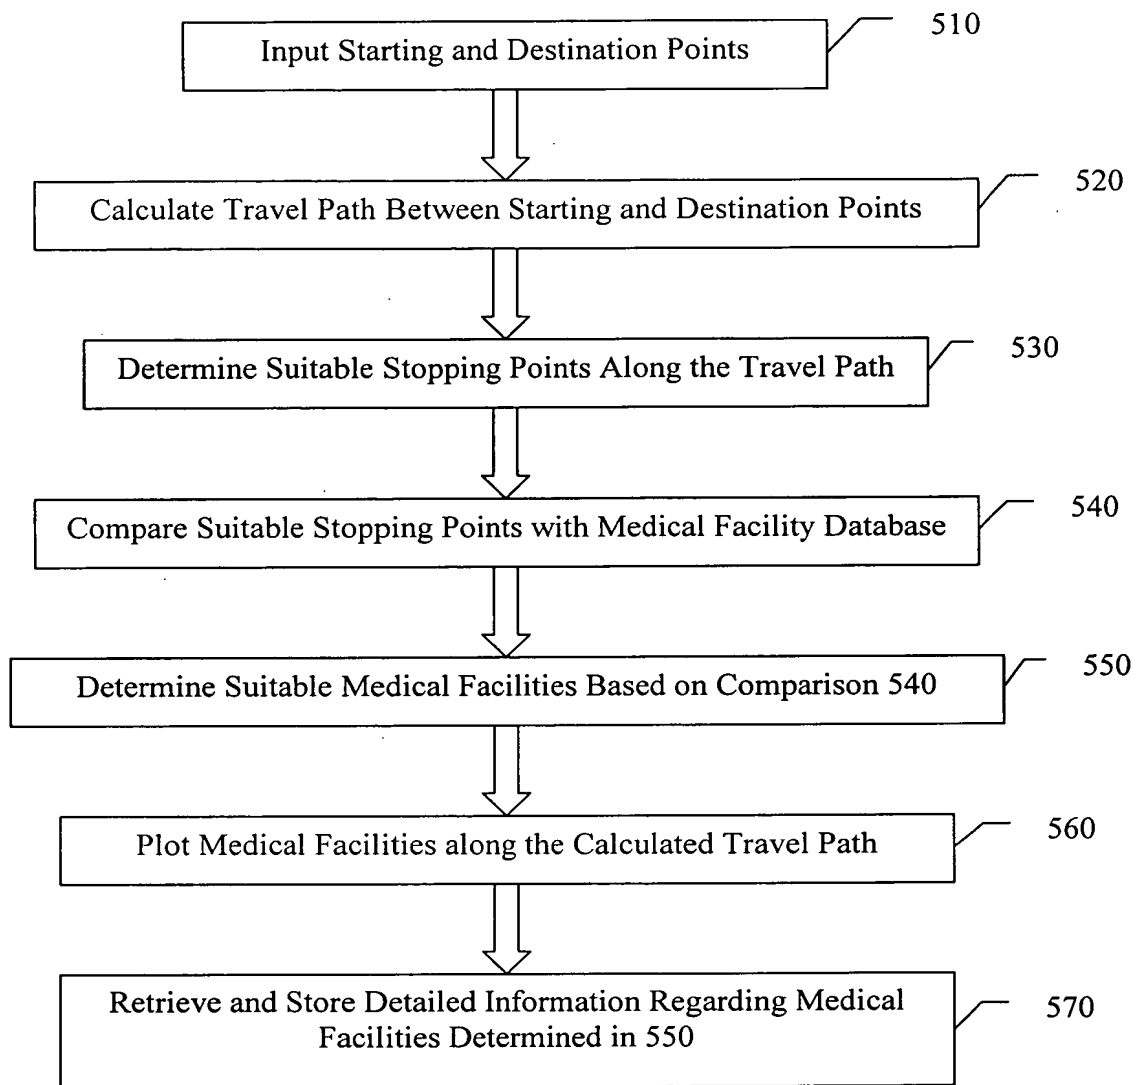 Input Starting and Destination Points
510
Calculate Travel Path Between Starting and Destination Points
520
Determine Suitable Stopping Points Along the Travel Path
530
Compare Suitable Stopping Points with Medical Facility Database
540
Determine Suitable Medical Facilities Based on Comparison 540
550
Plot Medical Facilities along the Calculated Travel Path
560
Retrieve and Store Detailed Information Regarding Medical
Facilities Determined in 550
570